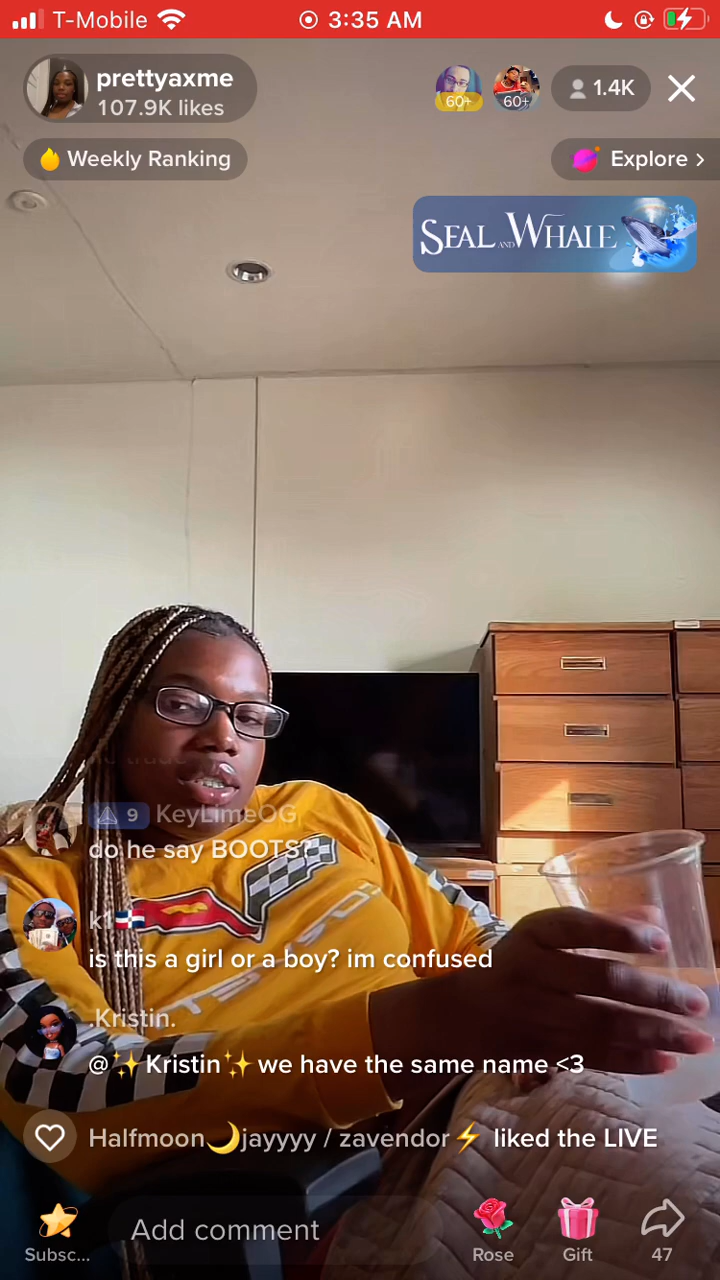 T-Mobile
3:35 AM
prettyaxme
107.9K likes
60+
60+
1.4K
Weekly Ranking
Explore >
SEAL AND WHALE
9 KeyLimeOG
do he say BOOTS?
k1
is this a girl or a boy? im confused
.Kristin.
@✨Kristin✨we have the same name <3
Halfmoon🌙jayyyy / zavendor⚡ liked the LIVE
Subsc...
Add comment
Rose
Gift
47